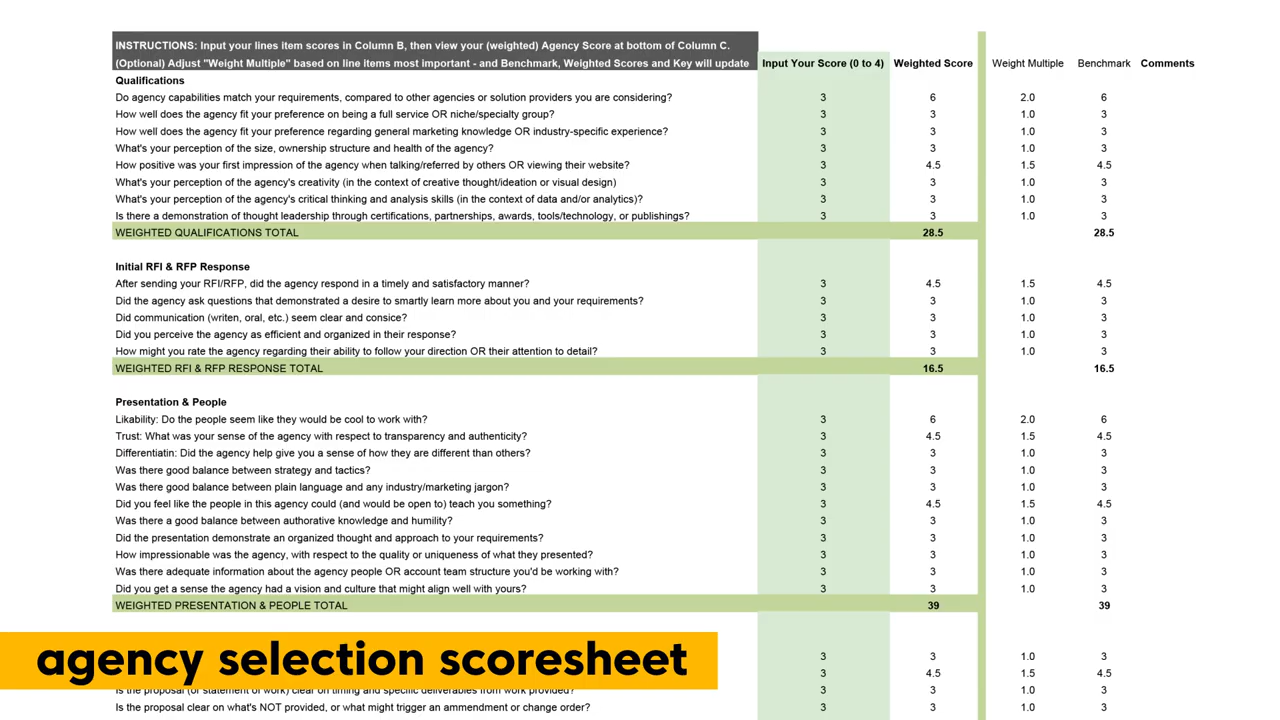 INSTRUCTIONS: Input your lines item scores in Column B, then view your (weighted) Agency Score at bottom of Column C.
(Optional) Adjust "Weight Multiple" based on line items most important - and Benchmark, Weighted Scores and Key will update Input Your Score (0 to 4) Weighted Score Weight Multiple Benchmark Comments
Qualifications
Do agency capabilities match your requirements, compared to other agencies or solution providers you are considering? 3 6 2.0 6
How well does the agency fit your preference on being a full service OR niche/specialty group? 3 3 1.0 3
How well does the agency fit your preference regarding general marketing knowledge OR industry-specific experience? 3 3 1.0 3
What's your perception of the size, ownership structure and health of the agency? 3 3 1.0 3
How positive was your first impression of the agency when talking/referred by others OR viewing their website? 3 4.5 1.5 4.5
What's your perception of the agency's creativity (in the context of creative thought/ideation or visual design) 3 3 1.0 3
What's your perception of the agency's critical thinking and analysis skills (in the context of data and/or analytics)? 3 3 1.0 3
Is there a demonstration of thought leadership through certifications, partnerships, awards, tools/technology, or publishings? 3 3 1.0 3
WEIGHTED QUALIFICATIONS TOTAL 28.5 28.5
Initial RFI & RFP Response
After sending your RFI/RFP, did the agency respond in a timely and satisfactory manner? 3 4.5 1.5 4.5
Did the agency ask questions that demonstrated a desire to smartly learn more about you and your requirements? 3 3 1.0 3
Did communication (writen, oral, etc.) seem clear and consice? 3 3 1.0 3
Did you perceive the agency as efficient and organized in their response? 3 3 1.0 3
How might you rate the agency regarding their ability to follow your direction OR their attention to detail? 3 3 1.0 3
WEIGHTED RFI & RFP RESPONSE TOTAL 16.5 16.5
Presentation & People
Likability: Do the people seem like they would be cool to work with? 3 6 2.0 6
Trust: What was your sense of the agency with respect to transparency and authenticity? 3 4.5 1.5 4.5
Differentiatin: Did the agency help give you a sense of how they are different than others? 3 3 1.0 3
Was there good balance between strategy and tactics? 3 3 1.0 3
Was there good balance between plain language and any industry/marketing jargon? 3 3 1.0 3
Did you feel like the people in this agency could (and would be open to) teach you something? 3 4.5 1.5 4.5
Was there a good balance between authorative knowledge and humility? 3 3 1.0 3
Did the presentation demonstrate an organized thought and approach to your requirements? 3 3 1.0 3
How impressionable was the agency, with respect to the quality or uniqueness of what they presented? 3 3 1.0 3
Was there adequate information about the agency people OR account team structure you'd be working with? 3 3 1.0 3
Did you get a sense the agency had a vision and culture that might align well with yours? 3 3 1.0 3
WEIGHTED PRESENTATION & PEOPLE TOTAL 39 39
3 3 1.0 3
agency selection scoresheet
3 4.5 1.5 4.5
Is the proposal (or statement of work) clear on timing and specific deliverables from work provided? 3 3 1.0 3
Is the proposal clear on what's NOT provided, or what might trigger an ammendment or change order? 3 3 1.0 3